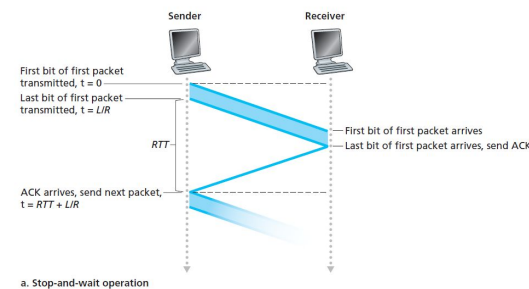 Sender
Receiver
First bit of first packet
transmitted, t = 0
Last bit of first packet
transmitted, t = L/R
First bit of first packet arrives
Last bit of first packet arrives, send ACK
RTT
ACK arrives, send next packet,
t = RTT + L/R
a. Stop-and-wait operation